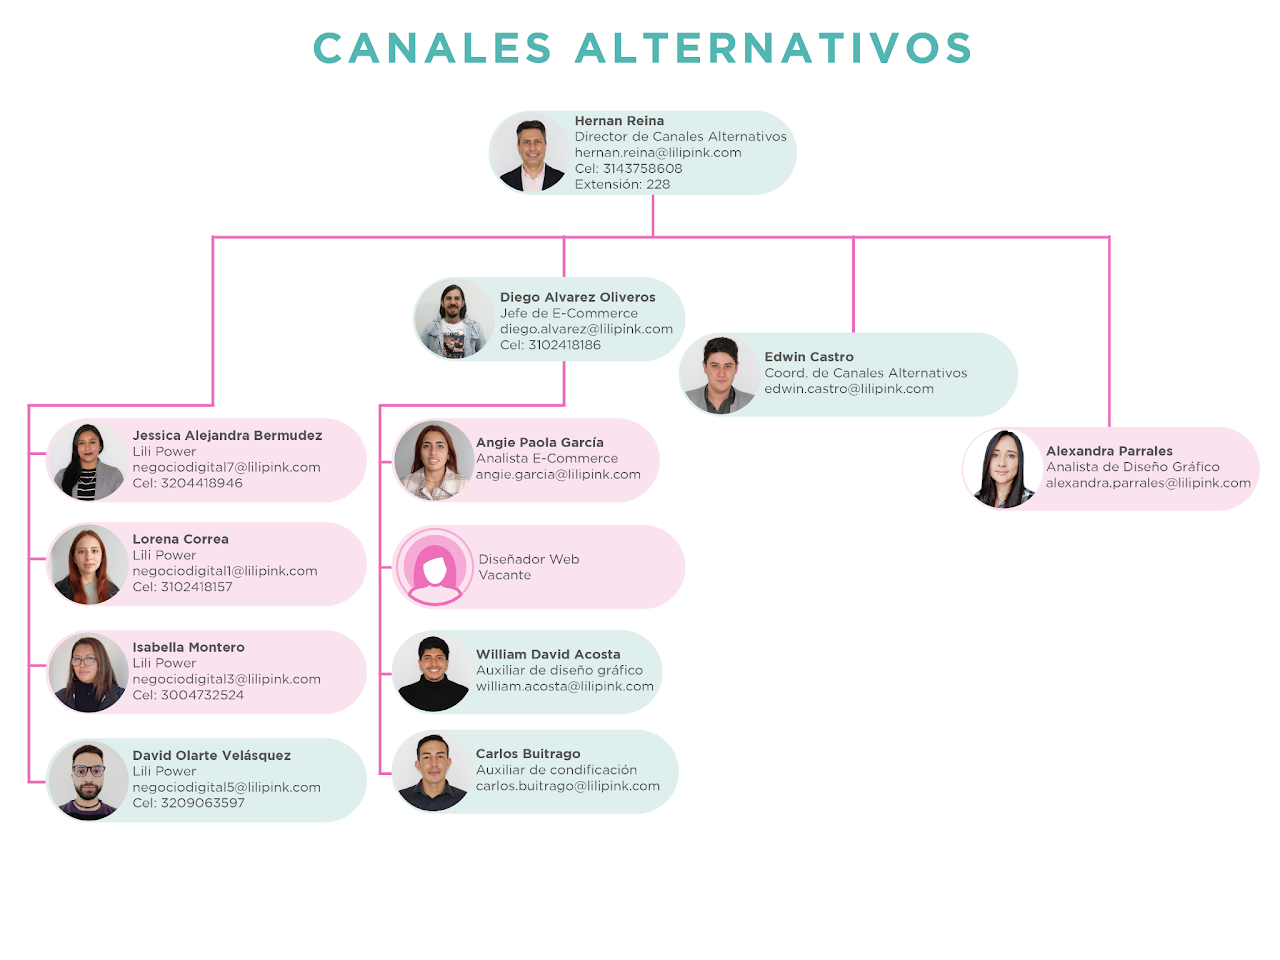 CANALES ALTERNATIVOS
Hernan Reina
Director de Canales Alternativos
hernan.reina@lilipink.com
Cel: 3143758608
Extensión: 228
Diego Alvarez Oliveros
Jefe de E-Commerce
diego.alvarez@lilipink.com
Cel: 3102418186
Edwin Castro
Coord. de Canales Alternativos
edwin.castro@lilipink.com
Jessica Alejandra Bermudez
Lili Power
negociodigital7@lilipink.com
Cel: 3204418946
Lorena Correa
Lili Power
negociodigital1@lilipink.com
Cel: 3102418157
Isabella Montero
Lili Power
negociodigital3@lilipink.com
Cel: 3004732524
David Olarte Velásquez
Lili Power
negociodigital5@lilipink.com
Cel: 3209063597
Angie Paola García
Analista E-Commerce
angie.garcia@lilipink.com
Diseñador Web
Vacante
William David Acosta
Auxiliar de diseño gráfico
william.acosta@lilipink.com
Carlos Buitrago
Auxiliar de condificación
carlos.buitrago@lilipink.com
Alexandra Parrales
Analista de Diseño Gráfico
alexandra.parrales@lilipink.com